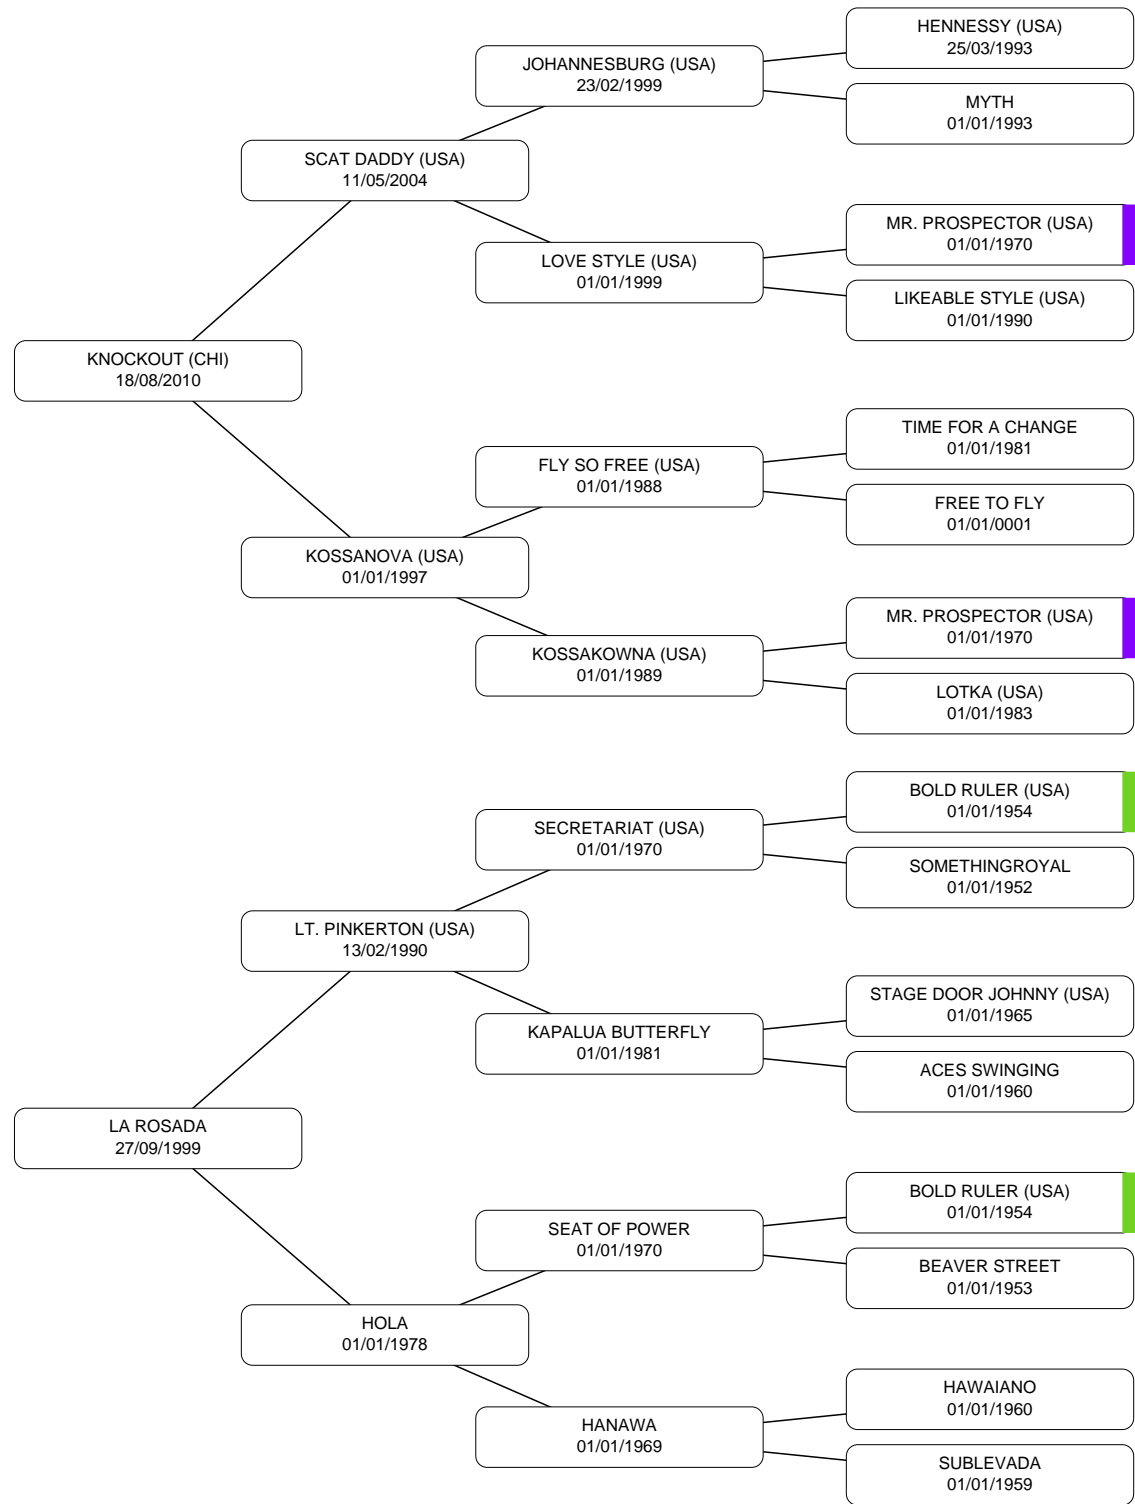 HENNESSY (USA)
25/03/1993
JOHANNESBURG (USA)
23/02/1999
MYTH
01/01/1993
SCAT DADDY (USA)
11/05/2004
MR. PROSPECTOR (USA)
01/01/1970
LOVE STYLE (USA)
01/01/1999
LIKEABLE STYLE (USA)
01/01/1990
KNOCKOUT (CHI)
18/08/2010
TIME FOR A CHANGE
01/01/1981
FLY SO FREE (USA)
01/01/1988
FREE TO FLY
01/01/0001
KOSSANOVA (USA)
01/01/1997
MR. PROSPECTOR (USA)
01/01/1970
KOSSAKOWNA (USA)
01/01/1989
LOTKA (USA)
01/01/1983
BOLD RULER (USA)
01/01/1954
SECRETARIAT (USA)
01/01/1970
SOMETHINGROYAL
01/01/1952
LT. PINKERTON (USA)
13/02/1990
STAGE DOOR JOHNNY (USA)
01/01/1965
KAPALUA BUTTERFLY
01/01/1981
ACES SWINGING
01/01/1960
LA ROSADA
27/09/1999
BOLD RULER (USA)
01/01/1954
SEAT OF POWER
01/01/1970
BEAVER STREET
01/01/1953
HOLA
01/01/1978
HAWAIANO
01/01/1960
HANAWA
01/01/1969
SUBLEVADA
01/01/1959